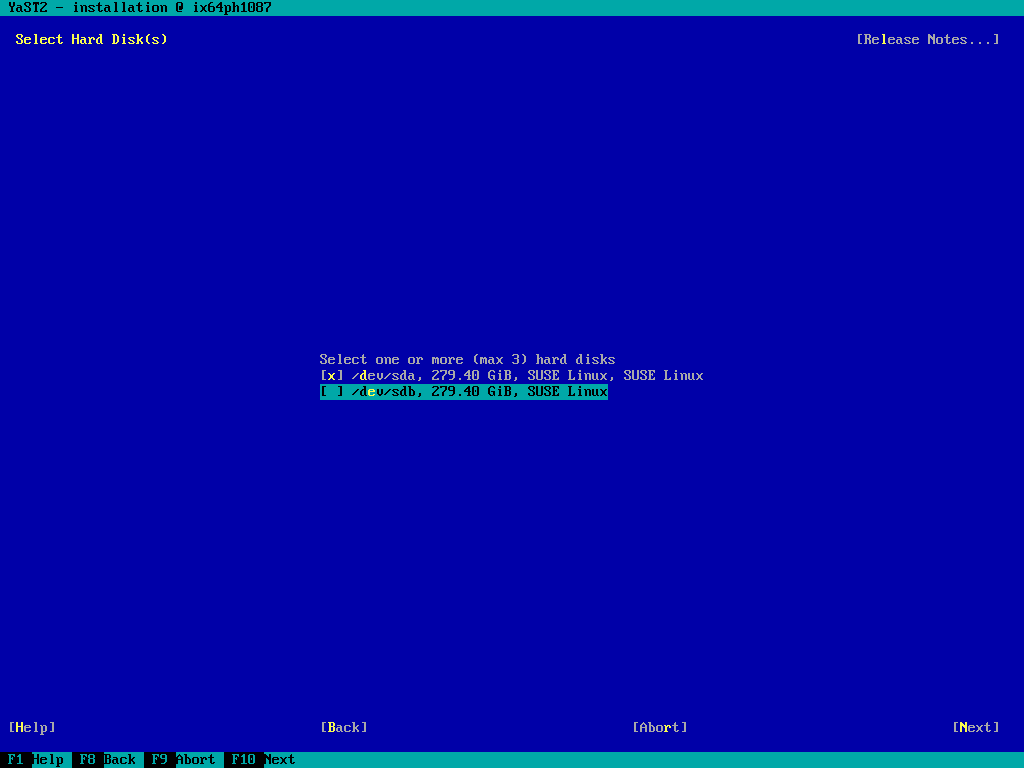 YaST2 - installation @ ix64ph1087
Select Hard Disk(s) [Release Notes...]
Select one or more (max 3) hard disks
[x] /dev/sda, 279.40 GiB, SUSE Linux, SUSE Linux
[ ] /dev/sdb, 279.40 GiB, SUSE Linux
[Help] [Back] [Abort] [Next]
F1 Help F8 Back F9 Abort F10 Next